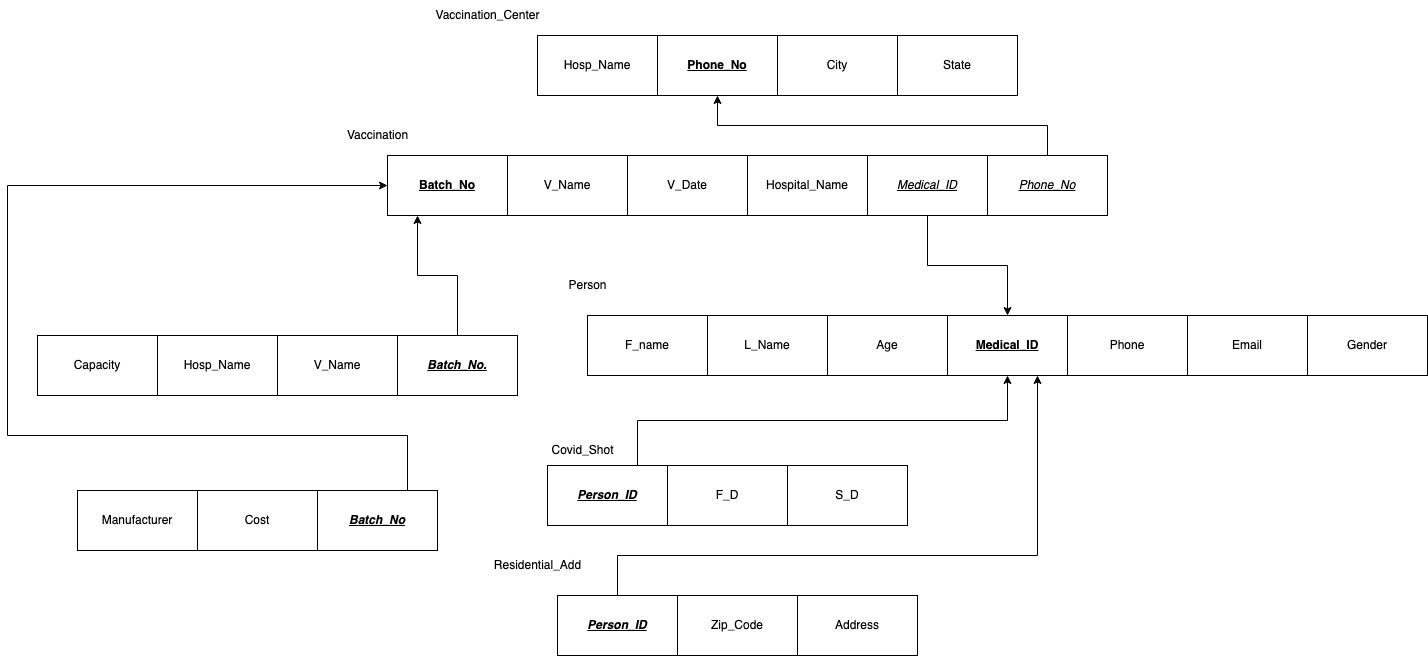 Vaccination_Center
Hosp_Name Phone_No City State
Vaccination
Batch_No V_Name V_Date Hospital_Name Medical_ID Phone_No
Person
F_name L_Name Age Medical_ID Phone Email Gender
Capacity Hosp_Name V_Name Batch_No.
Covid_Shot
Person_ID F_D S_D
Manufacturer Cost Batch_No
Residential_Add
Person_ID Zip_Code Address